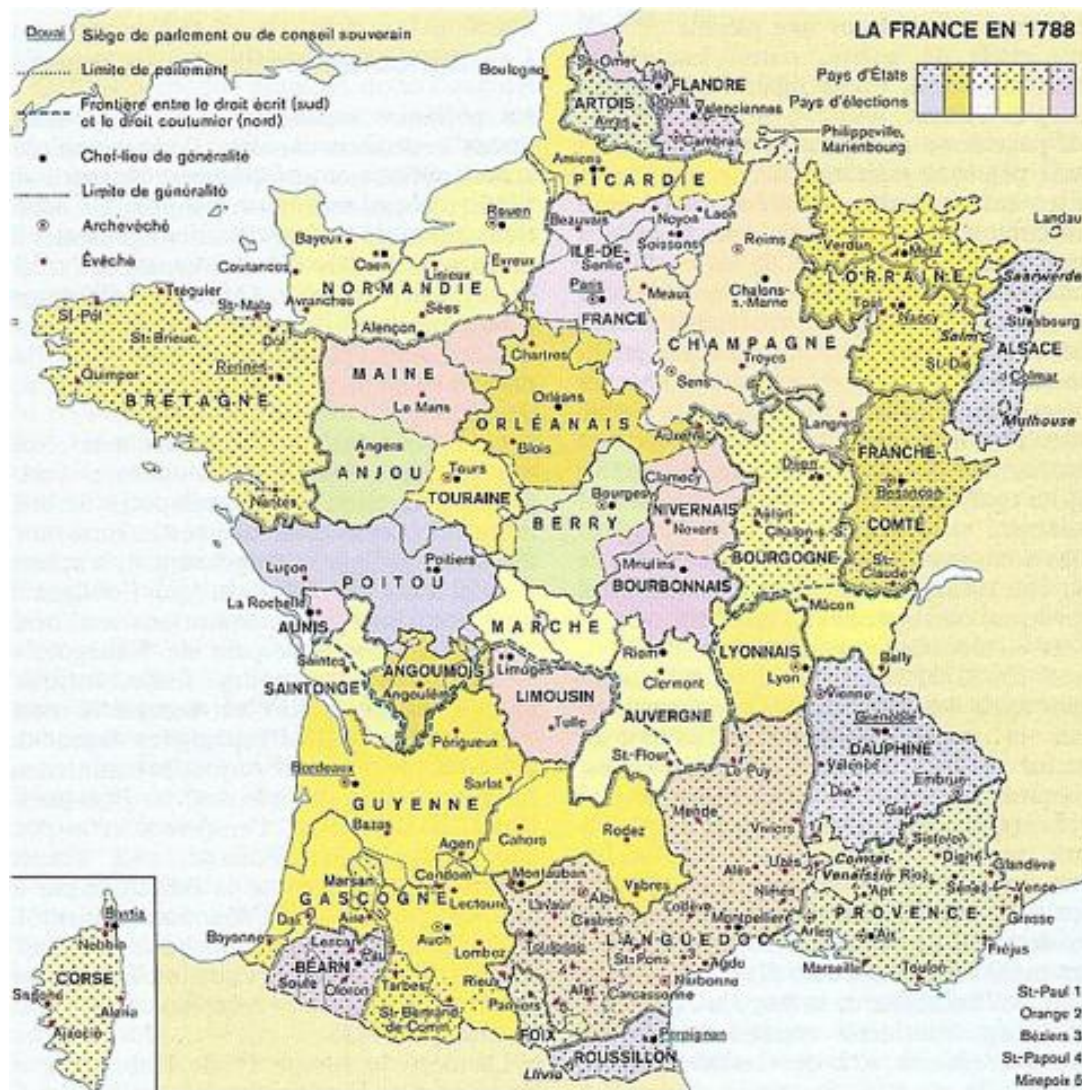 LA FRANCE EN 1788
Pays d'États
Pays d'élections
Douai Siège de parlement ou de conseil souverain
Limite de parlement
Frontière entre le droit écrit (sud)
et le droit coutumier (nord)
Chef-lieu de généralité
Limite de généralité
Archevêché
Évêché
Boulogne
St-Omer
Lille
FLANDRE
ARTOIS
Douai
Valenciennes
Arras
Cambrai
Philippeville,
Marienbourg
Amiens
PICARDIE
Rouen
Beauvais
Noyon
Laon
Soissons
Reims
Verdun
Metz
Landau
Bayeux
Caen
Lisieux
Evreux
ILE-DE-
Senlis
Coutances
NORMANDIE
Paris
Meaux
Chalons-
s.-Marne
LORRAINE
Saarwerde
Avranches
Sées
FRANCE
Toul
Nancy
Strasbourg
Tréguier
St-Malo
Alençon
CHAMPAGNE
Salm
ALSACE
St-Pol
St-Brieuc
Dol
Chartres
Troyes
St-Dié
Colmar
Quimper
Rennes
MAINE
Sens
BRETAGNE
Le Mans
Orléans
ORLÉANAIS
Langres
Mulhouse
Angers
Blois
Auxerre
FRANCHE
Nantes
ANJOU
Tours
Clamecy
Dijon
Besançon
TOURAINE
Bourges
NIVERNAIS
Autun
COMTÉ
BERRY
Nevers
Chalon-s-S.
Poitiers
Moulins
BOURGOGNE
St-
Claude
Luçon
POITOU
BOURBONNAIS
La Rochelle
AUNIS
MARCHE
Mâcon
Saintes
ANGOUMOIS
Limoges
Riom
LYONNAIS
Belly
SAINTONGE
Angoulême
LIMOUSIN
Clermont
Lyon
Vienne
AUVERGNE
Tulle
Grenoble
Périgueux
St-Flour
Le Puy
DAUPHINE
Bordeaux
Sarlat
Valence
Embrun
GUYENNE
Mende
Die
Gap
Bazas
Cahors
Rodez
Viviers
Sisteron
Agen
Alès
Uzès
Comtat-
Venaissin
Riez
Digne
Glandève
Marsan
Condom
Montauban
Albi
Vabres
Nîmes
Apt
Senez
Vence
GASCOGNE
Lectoure
Lavaur
Lodève
Montpellier
PROVENCE
Grasse
Dax
Aire
Castres
Arles
Aix
Bayonne
Auch
Toulouse
LANGUEDOC
Fréjus
Lescar
Lombez
St-Pons
3
Agde
Marseille
Toulon
BÉARN
Pau
Rieux
Narbonne
Soule
Oloron
Tarbes
Pamiers
Alet
Carcassonne
St-Bertrand-
de-Comm.
FOIX
Perpignan
ROUSSILLON
Llivia
Bastia
Nebbio
CORSE
Sagone
Aleria
Ajaccio
St-Paul 1
Orange 2
Béziers 3
St-Papoul 4
Mirepoir 5